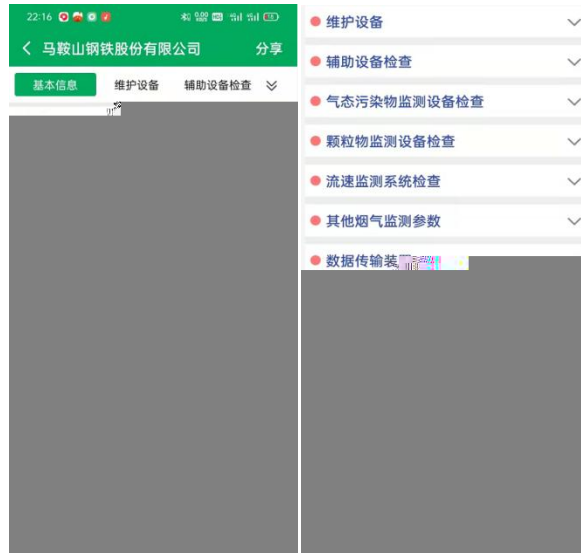 22:16
马鞍山钢铁股份有限公司 分享
基本信息 维护设备 辅助设备检查
维护设备
辅助设备检查
气态污染物监测设备检查
颗粒物监测设备检查
流速监测系统检查
其他烟气监测参数
数据传输装